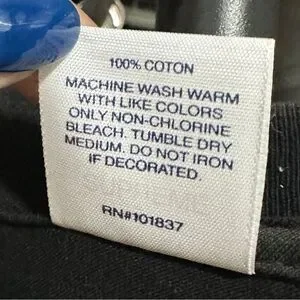 100% COTON
MACHINE WASH WARM
WITH LIKE COLORS
ONLY NON-CHLORINE
BLEACH. TUMBLE DRY
MEDIUM. DO NOT IRON
IF DECORATED.
RN#101837